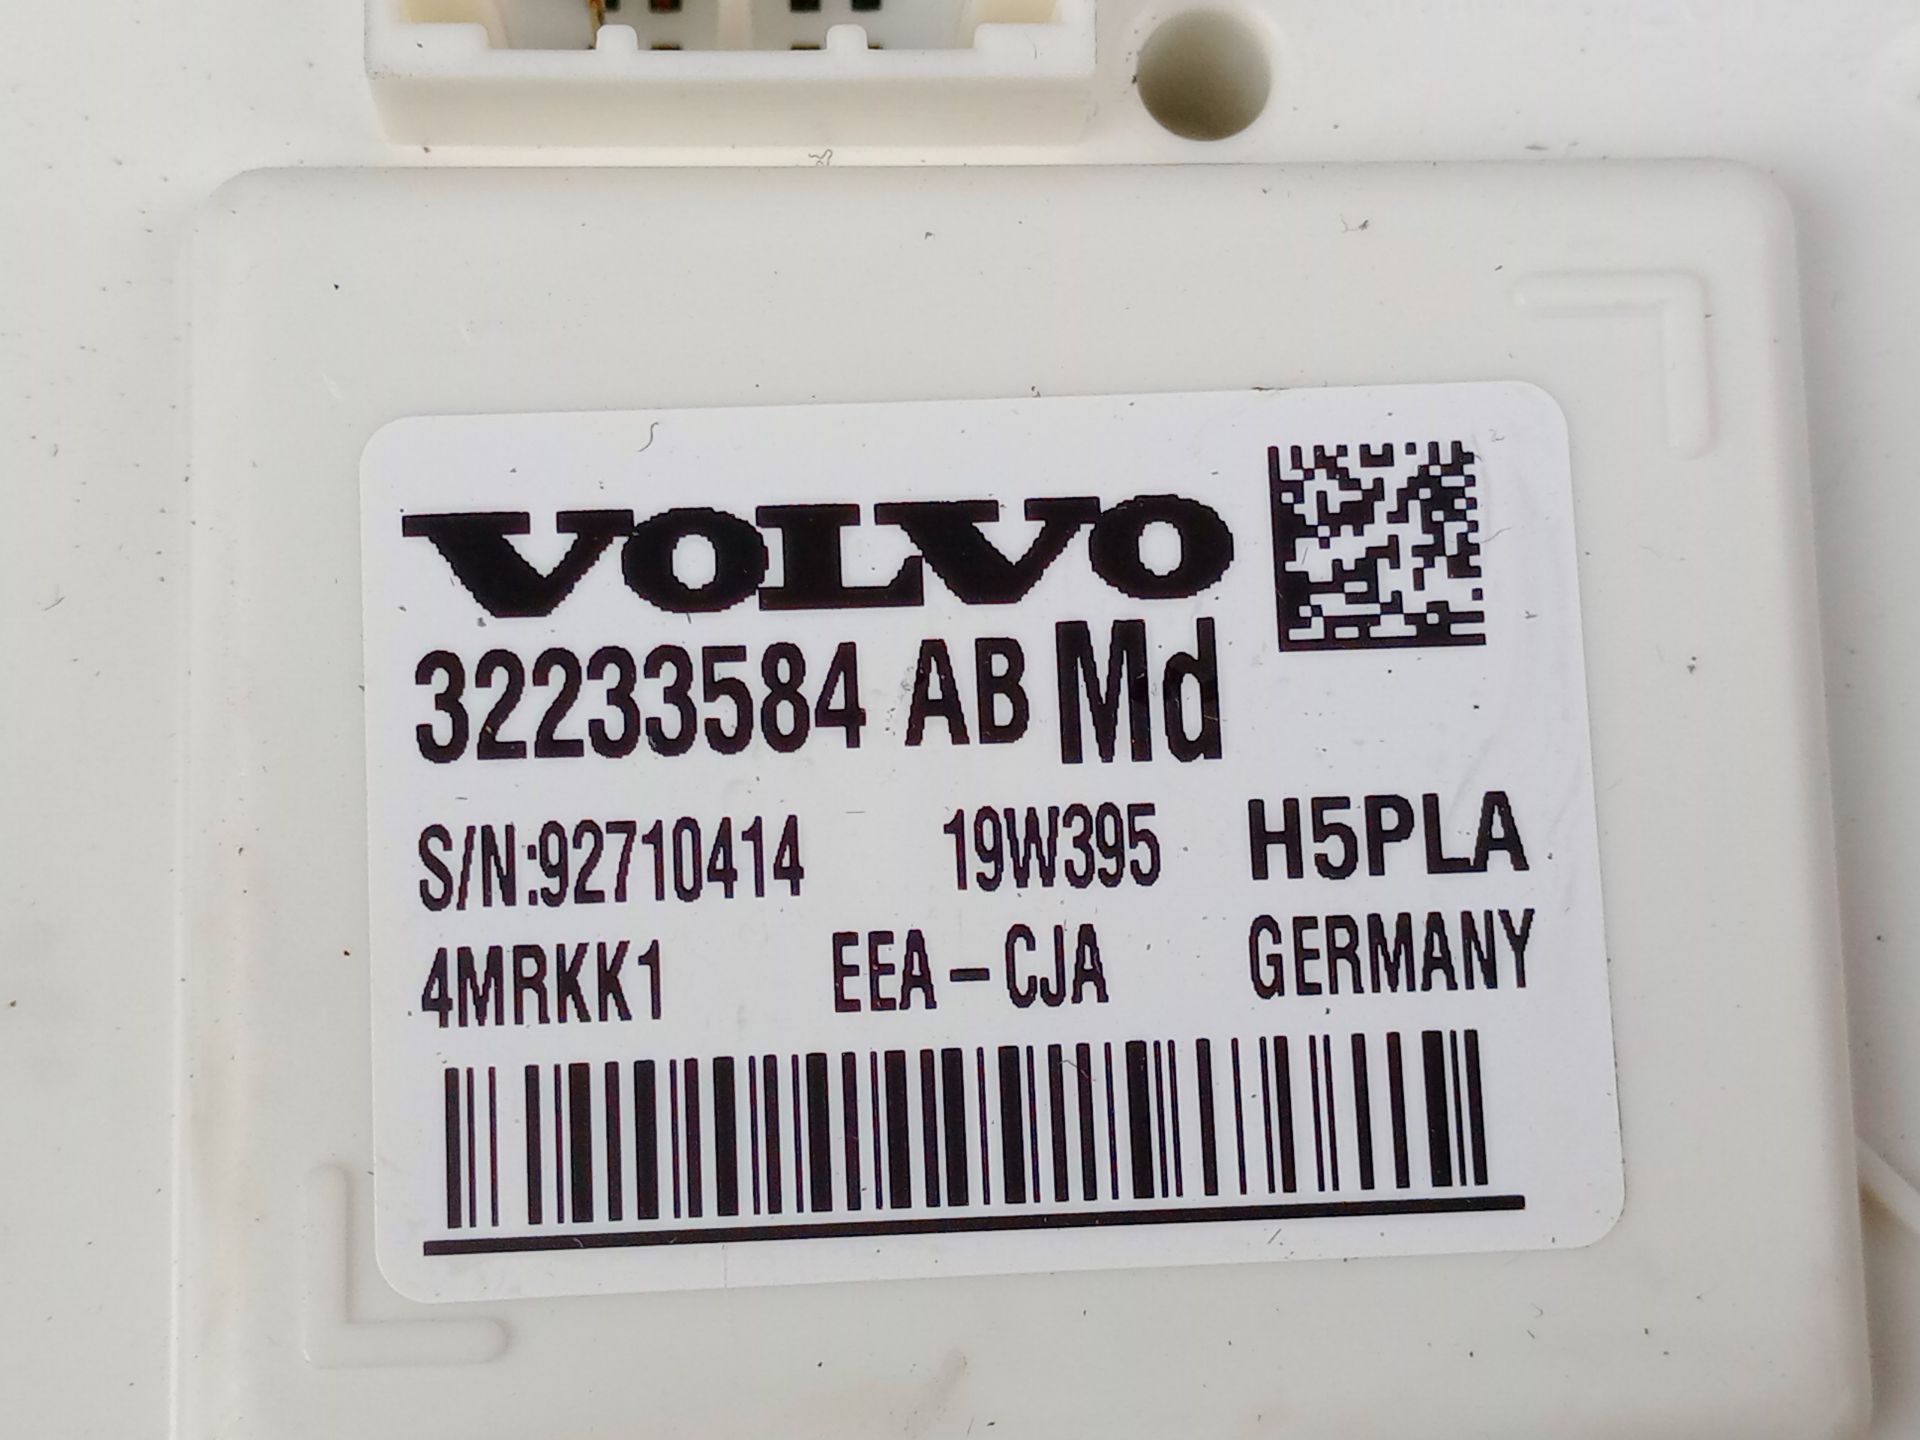 VOLVO
32233584 AB Md
S/N:92710414 19W395 H5PLA
4MRKK1 EEA-CJA GERMANY